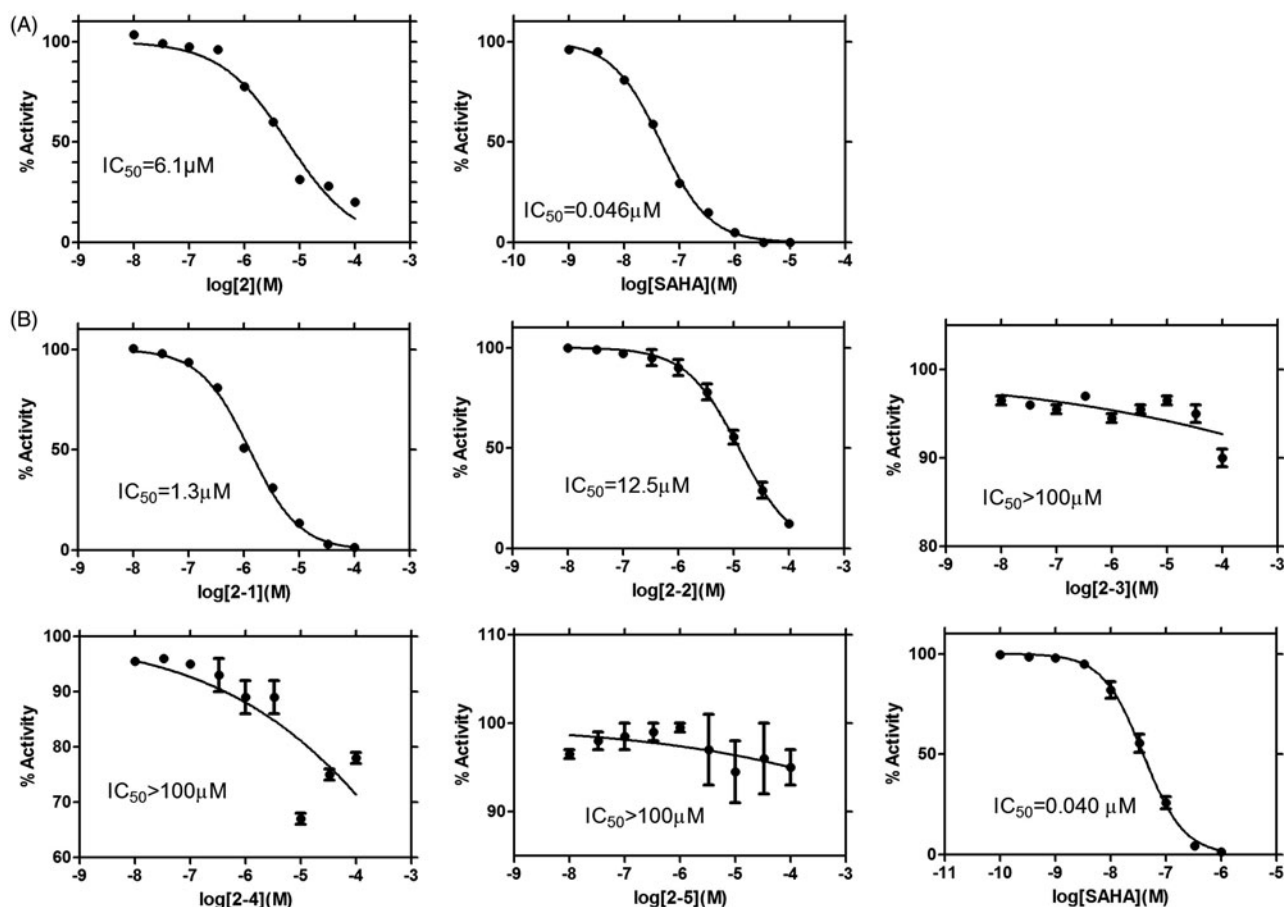 (A)
100
50
0
% Activity
IC50=6.1μM
-9 -8 -7 -6 -5 -4 -3
log[2](M)
100
50
0
% Activity
IC50=0.046μM
-10 -9 -8 -7 -6 -5 -4
log[SAHA](M)
(B)
100
50
0
% Activity
IC50=1.3μM
-9 -8 -7 -6 -5 -4 -3
log[2-1](M)
100
50
0
% Activity
IC50=12.5μM
-9 -8 -7 -6 -5 -4 -3
log[2-2](M)
100
90
80
% Activity
IC50>100μM
-9 -8 -7 -6 -5 -4 -3
log[2-3](M)
100
90
80
70
60
% Activity
IC50>100μM
-9 -8 -7 -6 -5 -4 -3
log[2-4](M)
110
100
90
% Activity
IC50>100μM
-9 -8 -7 -6 -5 -4 -3
log[2-5](M)
100
50
0
% Activity
IC50=0.040 μM
-11 -10 -9 -8 -7 -6 -5
log[SAHA](M)